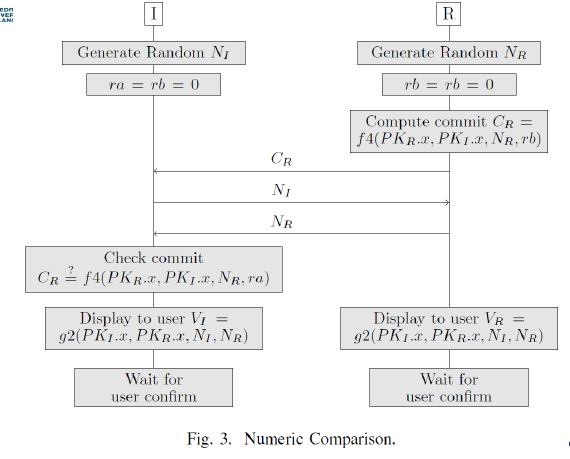 I R
Generate Random N_I Generate Random N_R
ra = rb = 0 rb = rb = 0
Compute commit C_R =
f4(PK_R.x, PK_I.x, N_R, rb)
C_R
N_I
N_R
Check commit
C_R ?= f4(PK_R.x, PK_I.x, N_R, ra)
Display to user V_I = Display to user V_R =
g2(PK_I.x, PK_R.x, N_I, N_R) g2(PK_I.x, PK_R.x, N_I, N_R)
Wait for Wait for
user confirm user confirm
Fig. 3. Numeric Comparison.